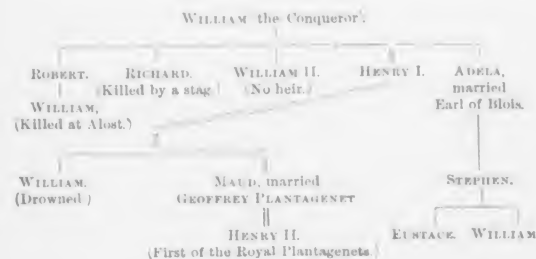 WILLIAM the Conqueror.
ROBERT. RICHARD. WILLIAM II. HENRY I. ADELA,
(Killed by a stag.) (No heir.) married
WILLIAM, Earl of Blois.
(Killed at Alost.)
WILLIAM. MAUD, married STEPHEN.
(Drowned.) GEOFFREY PLANTAGENET
HENRY II. EUSTACE. WILLIAM
(First of the Royal Plantagenets.)